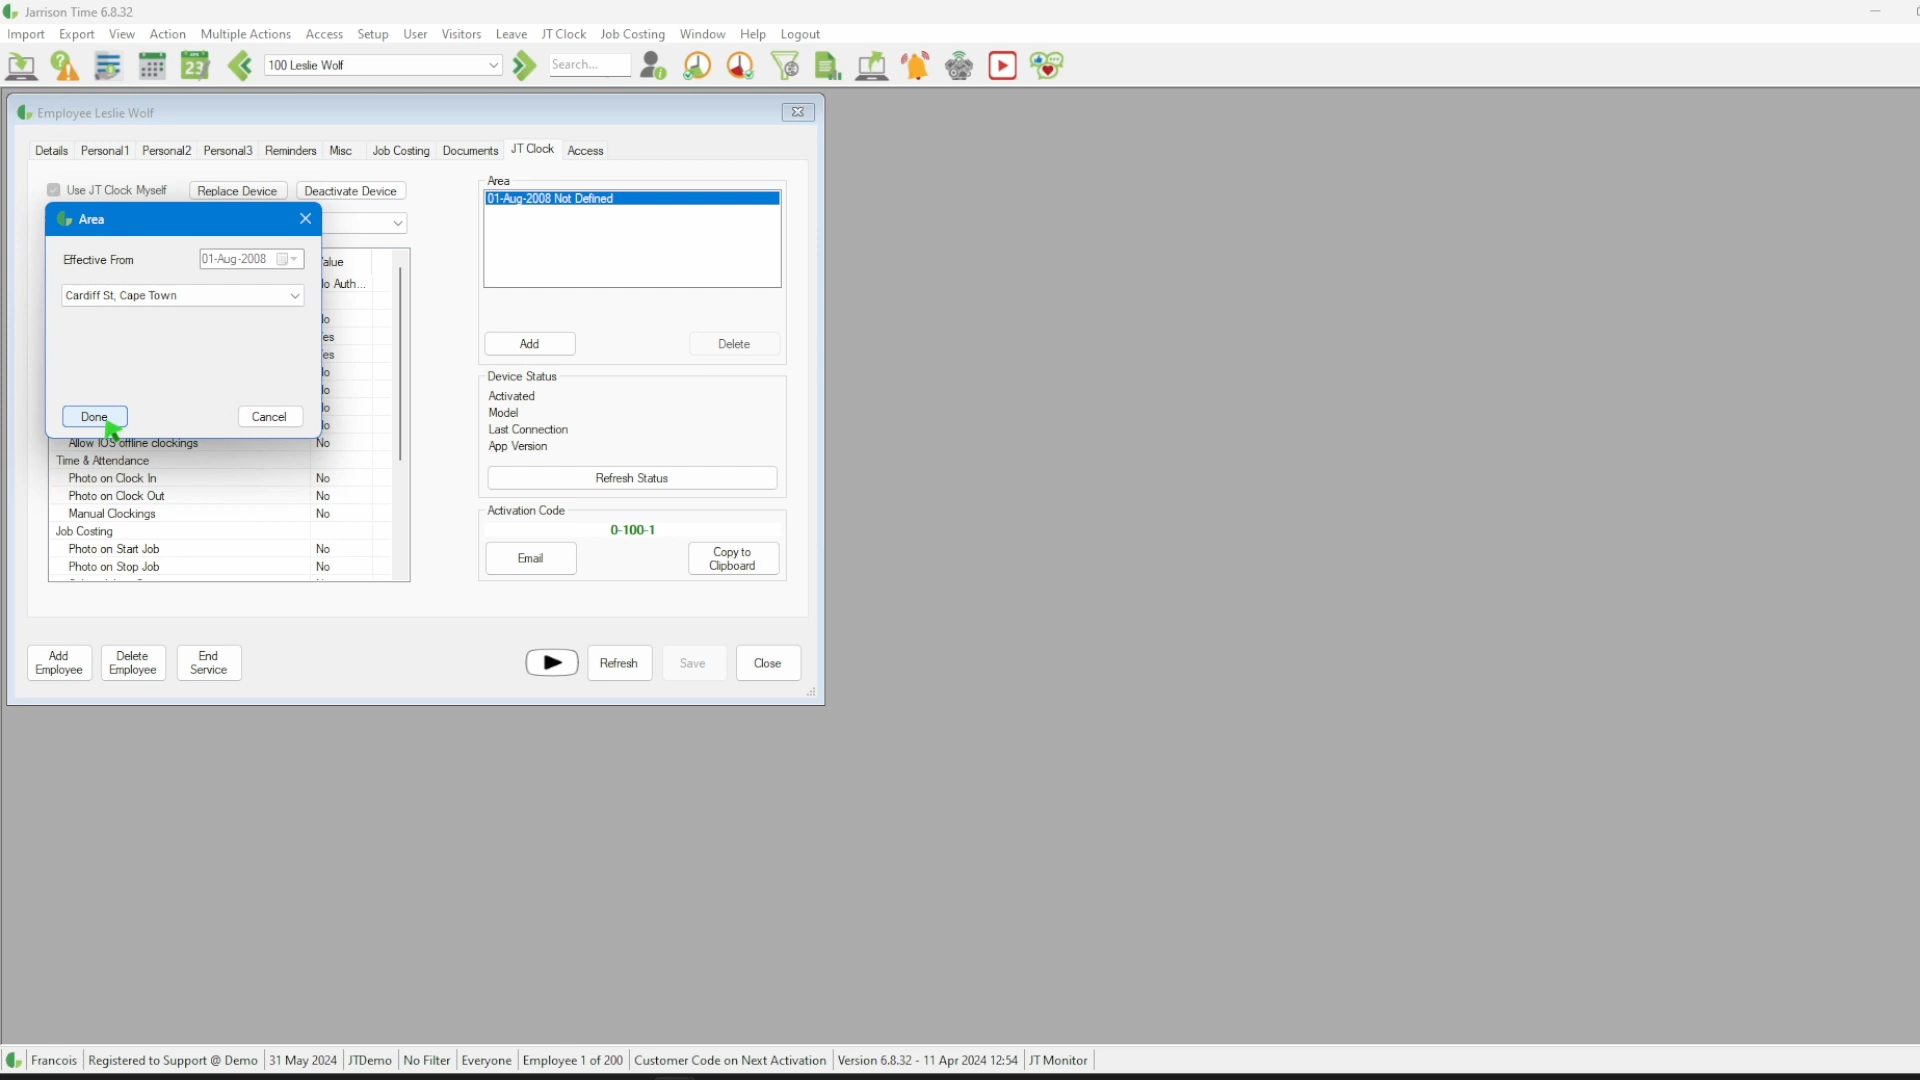 Jarrison Time 6.8.32
Import Export View Action Multiple Actions Access Setup User Visitors Leave JT Clock Job Costing Window Help Logout
23 100 Leslie Wolf Search...
Employee Leslie Wolf
Details Personal1 Personal2 Personal3 Reminders Misc Job Costing Documents JT Clock Access
Use JT Clock Myself Replace Device Deactivate Device
Area
01-Aug-2008 Not Defined
Add Delete
Area
Effective From 01-Aug-2008
Cardiff St, Cape Town
Done Cancel
Allow IOS offline clockings No
Time & Attendance
Photo on Clock In No
Photo on Clock Out No
Manual Clockings No
Job Costing
Photo on Start Job No
Photo on Stop Job No
Device Status
Activated
Model
Last Connection
App Version
Refresh Status
Activation Code
0-100-1
Email Copy to
Clipboard
Add
Employee
Delete
Employee
End
Service
Refresh Save Close
Francois Registered to Support @ Demo 31 May 2024 JTDemo No Filter Everyone Employee 1 of 200 Customer Code on Next Activation Version 6.8.32 - 11 Apr 2024 12:54 JT Monitor